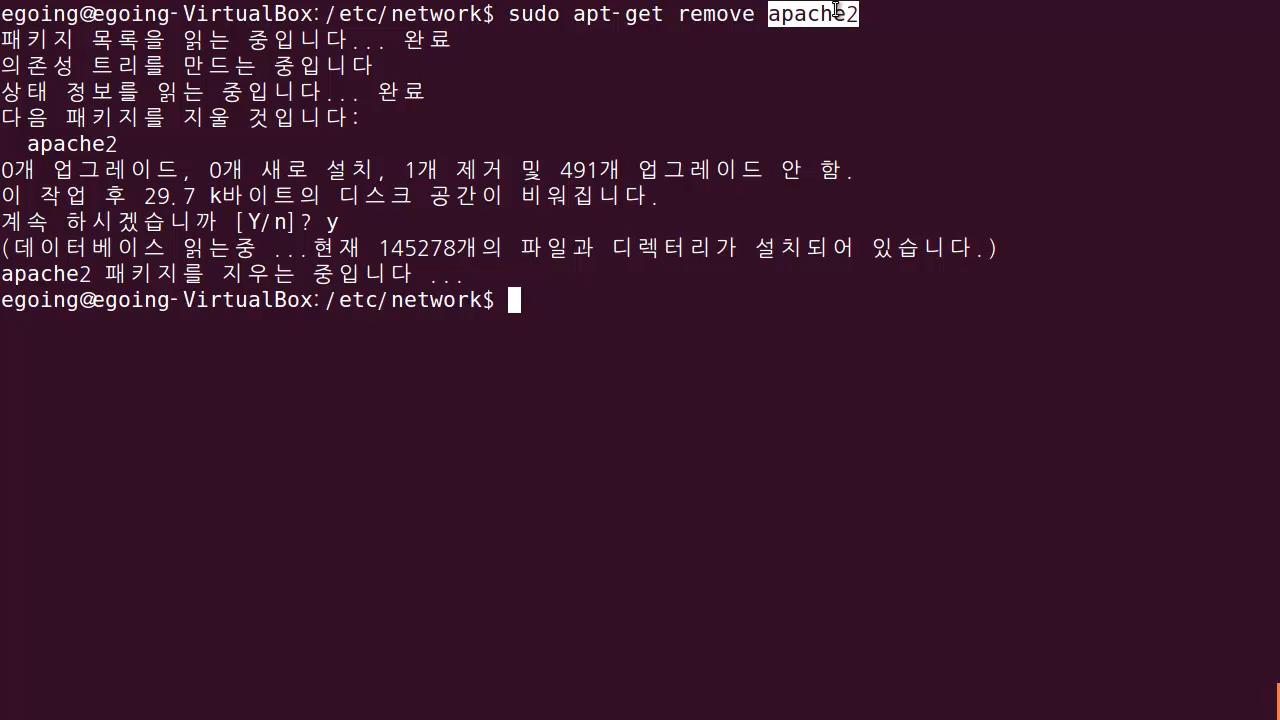 egoing@egoing-VirtualBox:/etc/network$ sudo apt-get remove apache2
패키지 목록을 읽는 중입니다... 완료
의존성 트리를 만드는 중입니다
상태 정보를 읽는 중입니다... 완료
다음 패키지를 지울 것입니다:
  apache2
0개 업그레이드, 0개 새로 설치, 1개 제거 및 491개 업그레이드 안 함.
이 작업 후 29.7 k바이트의 디스크 공간이 비워집니다.
계속 하시겠습니까 [Y/n]? y
(데이터베이스 읽는중 ...현재 145278개의 파일과 디렉터리가 설치되어 있습니다.)
apache2 패키지를 지우는 중입니다 ...
egoing@egoing-VirtualBox:/etc/network$